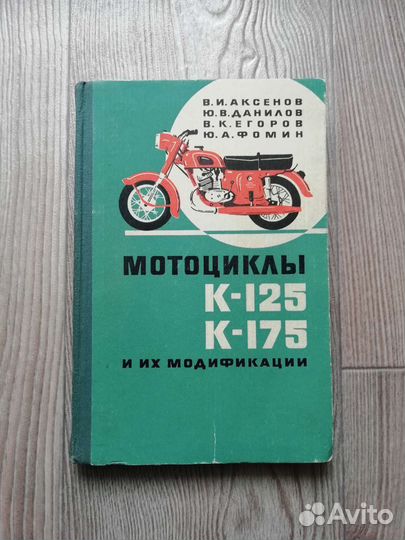 В.И.АКСЕНОВ
Ю.В.ДАНИЛОВ
В.К.ЕГОРОВ
Ю.А.ФОМИН
МОТОЦИКЛЫ
К-125
К-175
И ИХ МОДИФИКАЦИИ
Avito